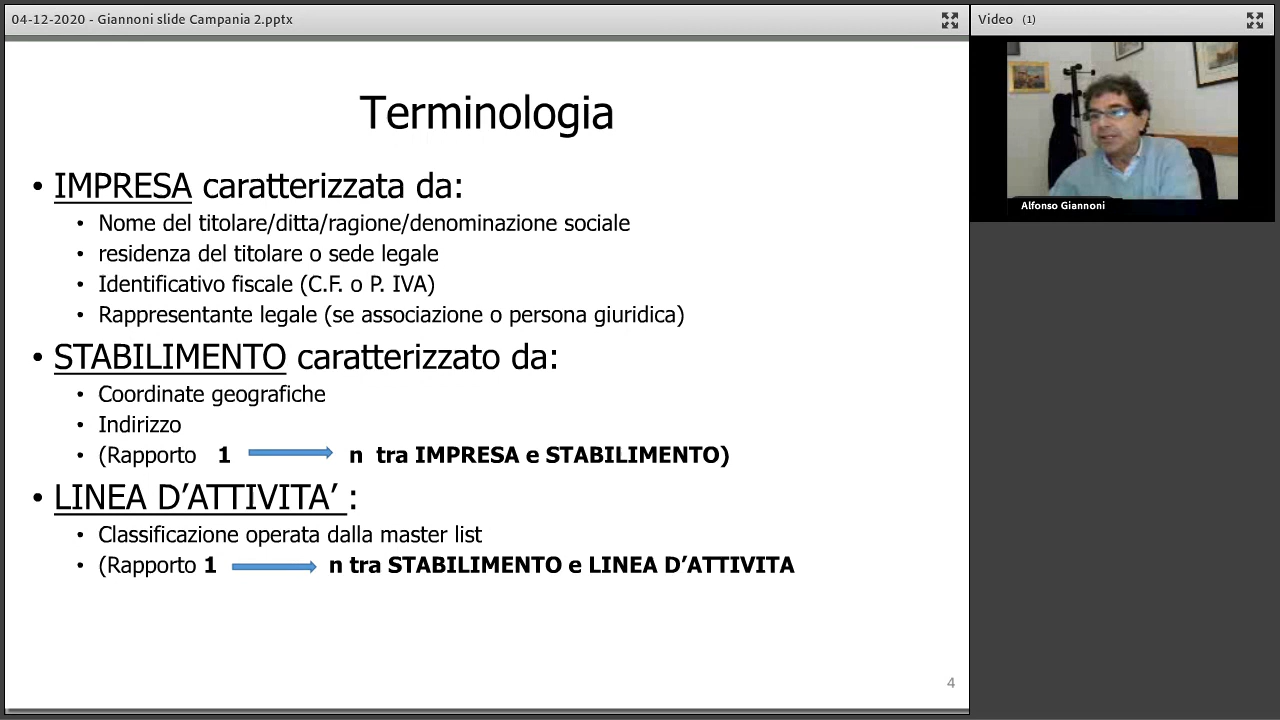 04-12-2020 - Giannoni slide Campania 2.pptx
Video (1)
Terminologia
• IMPRESA caratterizzata da:
• Nome del titolare/ditta/ragione/denominazione sociale
• residenza del titolare o sede legale
• Identificativo fiscale (C.F. o P. IVA)
• Rappresentante legale (se associazione o persona giuridica)
• STABILIMENTO caratterizzato da:
• Coordinate geografiche
• Indirizzo
• (Rapporto 1 n tra IMPRESA e STABILIMENTO)
• LINEA D’ATTIVITA’ :
• Classificazione operata dalla master list
• (Rapporto 1 n tra STABILIMENTO e LINEA D’ATTIVITA
4
Alfonso Giannoni